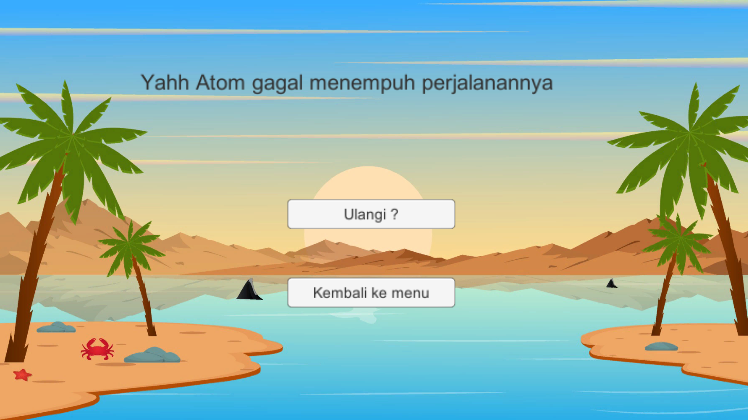 Yahh Atom gagal menempuh perjalanannya
Ulangi ?
Kembali ke menu